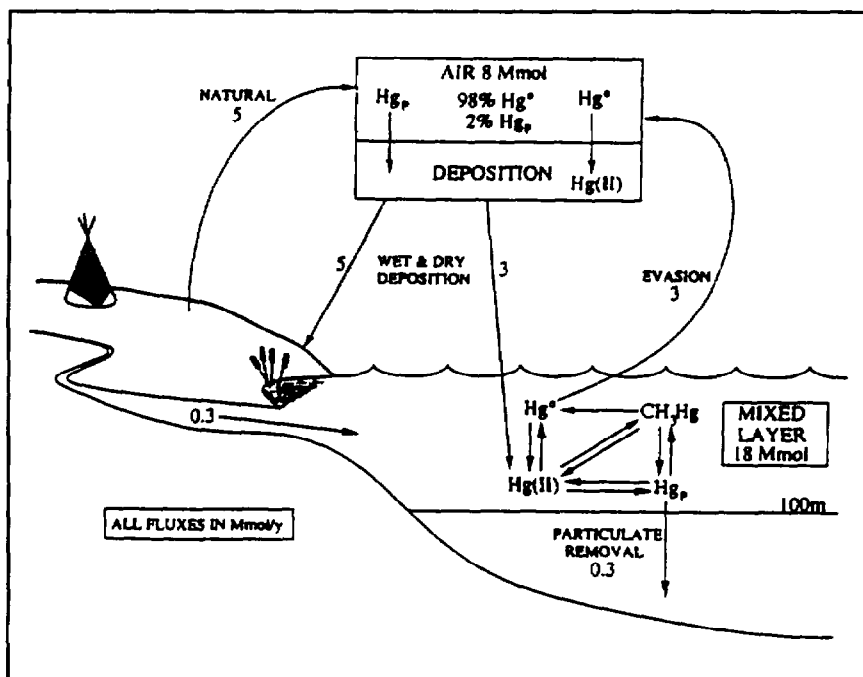 AIR 8 Mmol
Hgₚ 98% Hg° Hg°
2% Hgₚ
DEPOSITION Hg(II)
NATURAL
5
5
WET & DRY
DEPOSITION
3
EVASION
3
Hg° CH₃Hg
MIXED
LAYER
18 Mmol
0.3
Hg(II) Hgₚ
100m
ALL FLUXES IN Mmol/y
PARTICULATE
REMOVAL
0.3